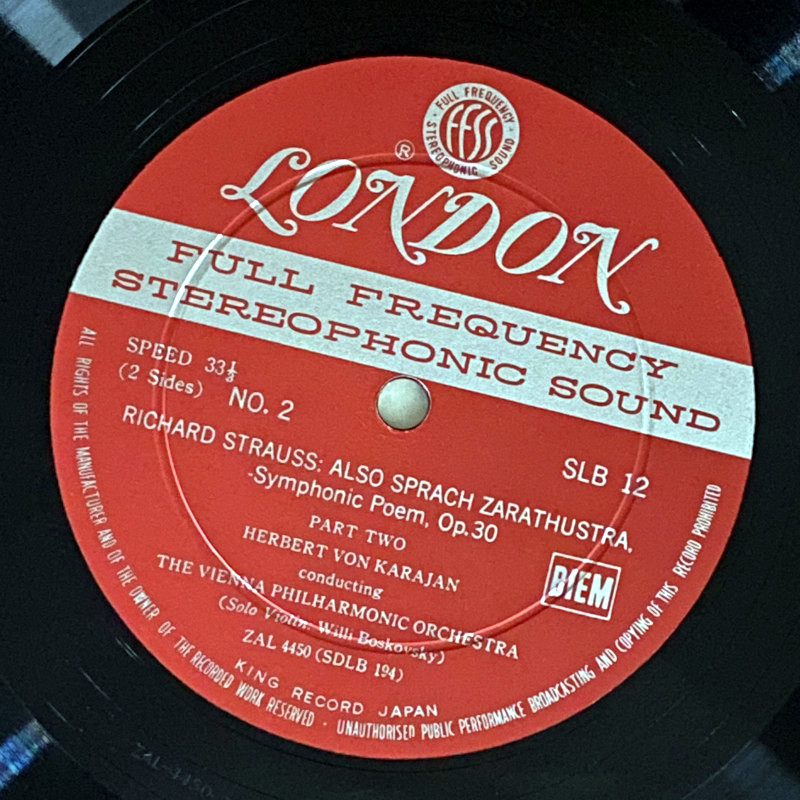 FULL FREQUENCY STEREOPHONIC SOUND
FFSS
® LONDON
FULL FREQUENCY
STEREOPHONIC SOUND
SPEED 33⅓
(2 Sides)
NO. 2
SLB 12
RICHARD STRAUSS: ALSO SPRACH ZARATHUSTRA,
-Symphonic Poem, Op.30
PART TWO
HERBERT VON KARAJAN
conducting
THE VIENNA PHILHARMONIC ORCHESTRA
(Solo Violin: Willi Boskovsky)
ZAL 4450 (SDLB 194)
BIEM
KING RECORD JAPAN
ALL RIGHTS OF THE MANUFACTURER AND OF THE OWNER OF THE RECORDED WORK RESERVED · UNAUTHORISED PUBLIC PERFORMANCE BROADCASTING AND COPYING OF THIS RECORD PROHIBITED